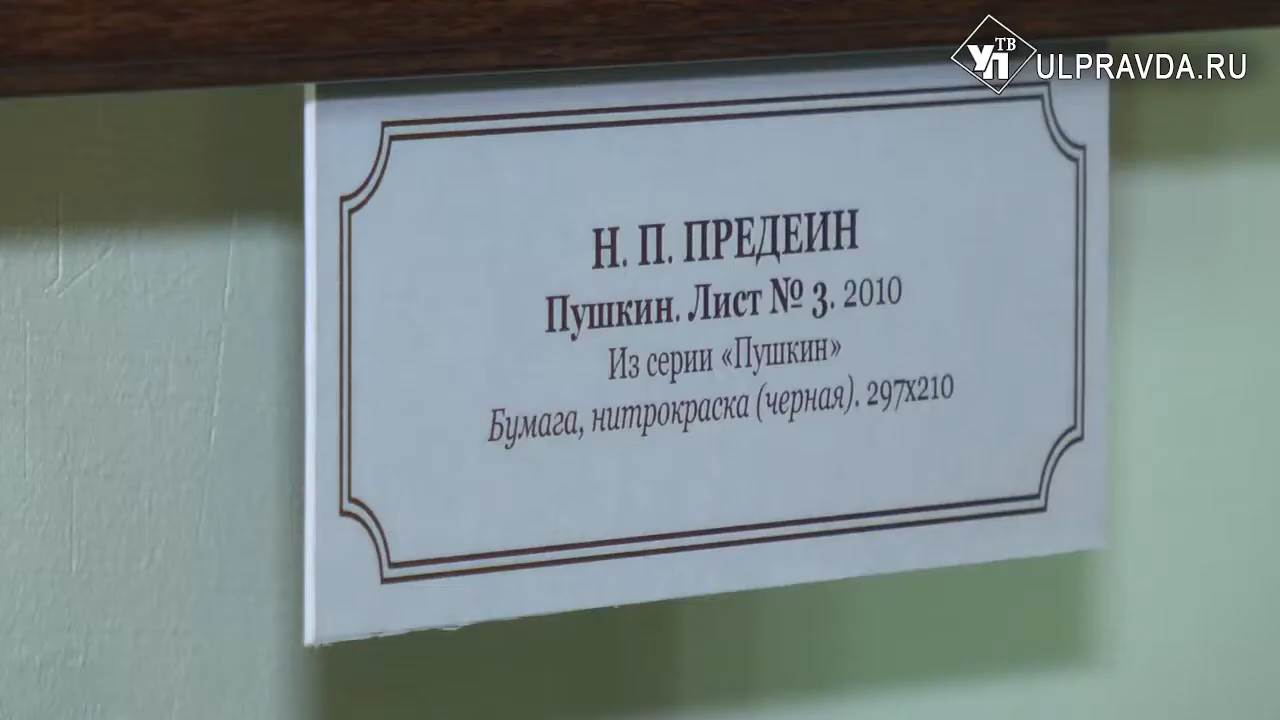 ТВ
УП
ULPRAVDA.RU
Н. П. ПРЕДЕИН
Пушкин. Лист № 3. 2010
Из серии «Пушкин»
Бумага, нитрокраска (черная). 297х210